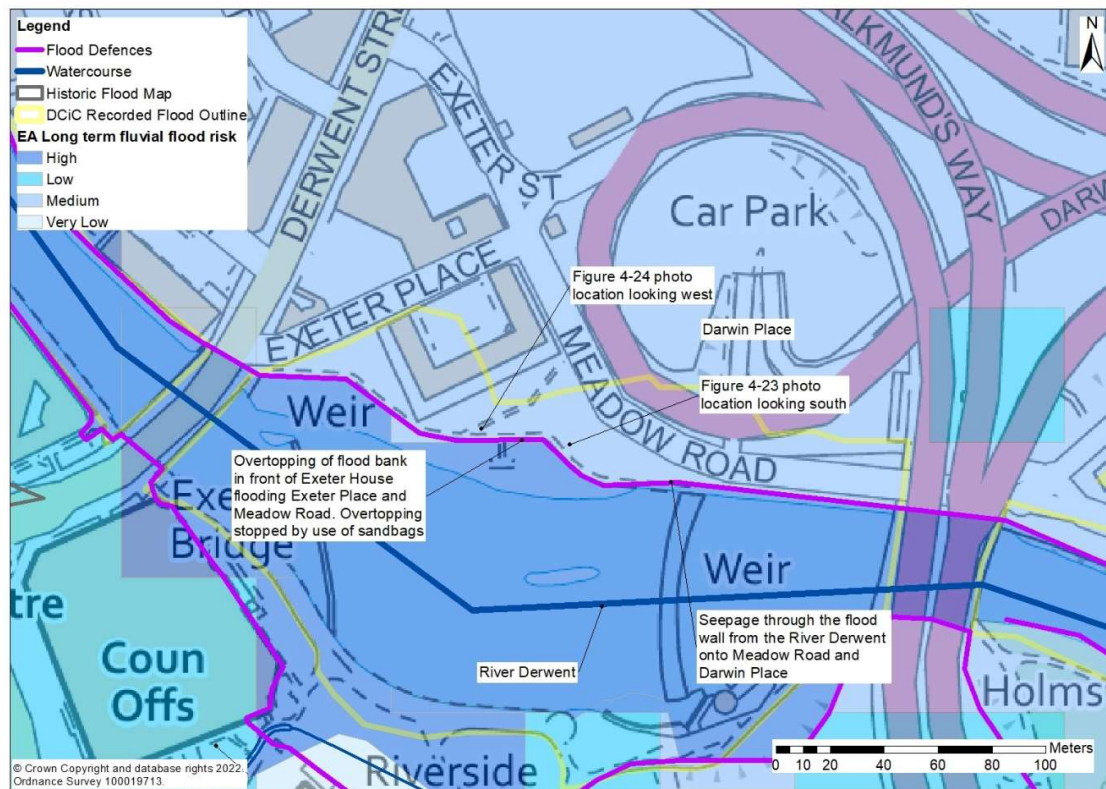 Legend
Flood Defences
Watercourse
Historic Flood Map
DCiC Recorded Flood Outline
EA Long term fluvial flood risk
High
Low
Medium
Very Low
N
DERWENT STR
EXETER ST
ALKMUND'S WAY
DARW
Car Park
EXETER PLACE
Figure 4-24 photo
location looking west
MEADOW ROAD
Darwin Place
Figure 4-23 photo
location looking south
Weir
Overtopping of flood bank
in front of Exeter House
flooding Exeter Place and
Meadow Road. Overtopping
stopped by use of sandbags
Exe
Bridge
Weir
Seepage through the flood
wall from the River Derwent
onto Meadow Road and
Darwin Place
River Derwent
tre
Coun
Offs
Holms
Riverside
Meters
0 10 20 40 60 80 100
© Crown Copyright and database rights 2022.
Ordnance Survey 100019713.